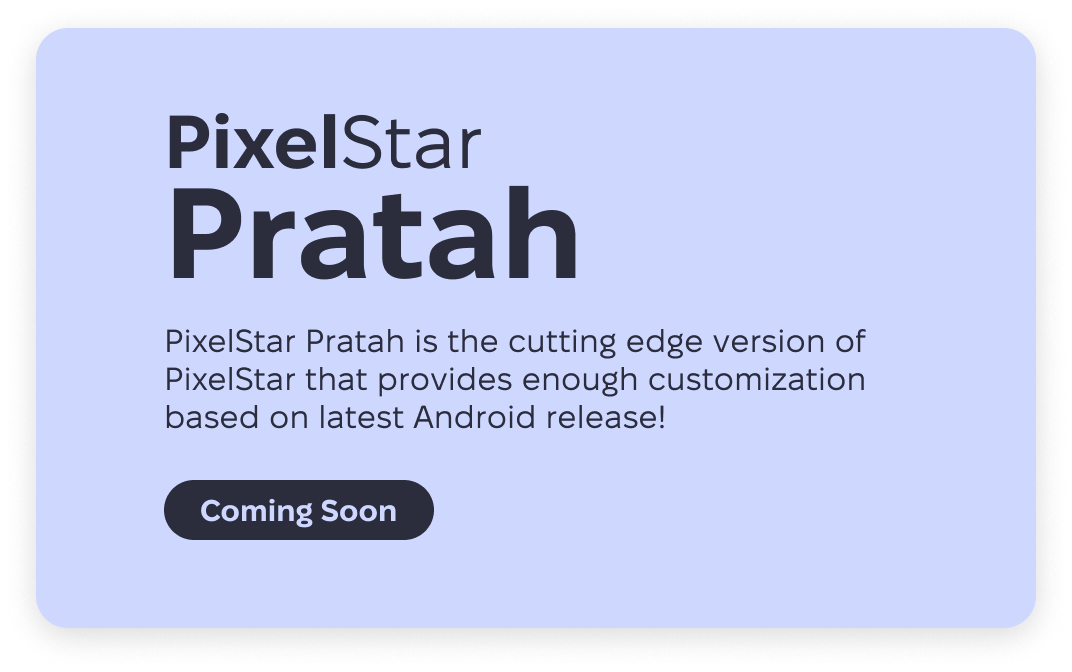 PixelStar
Pratah
PixelStar Pratah is the cutting edge version of
PixelStar that provides enough customization
based on latest Android release!
Coming Soon